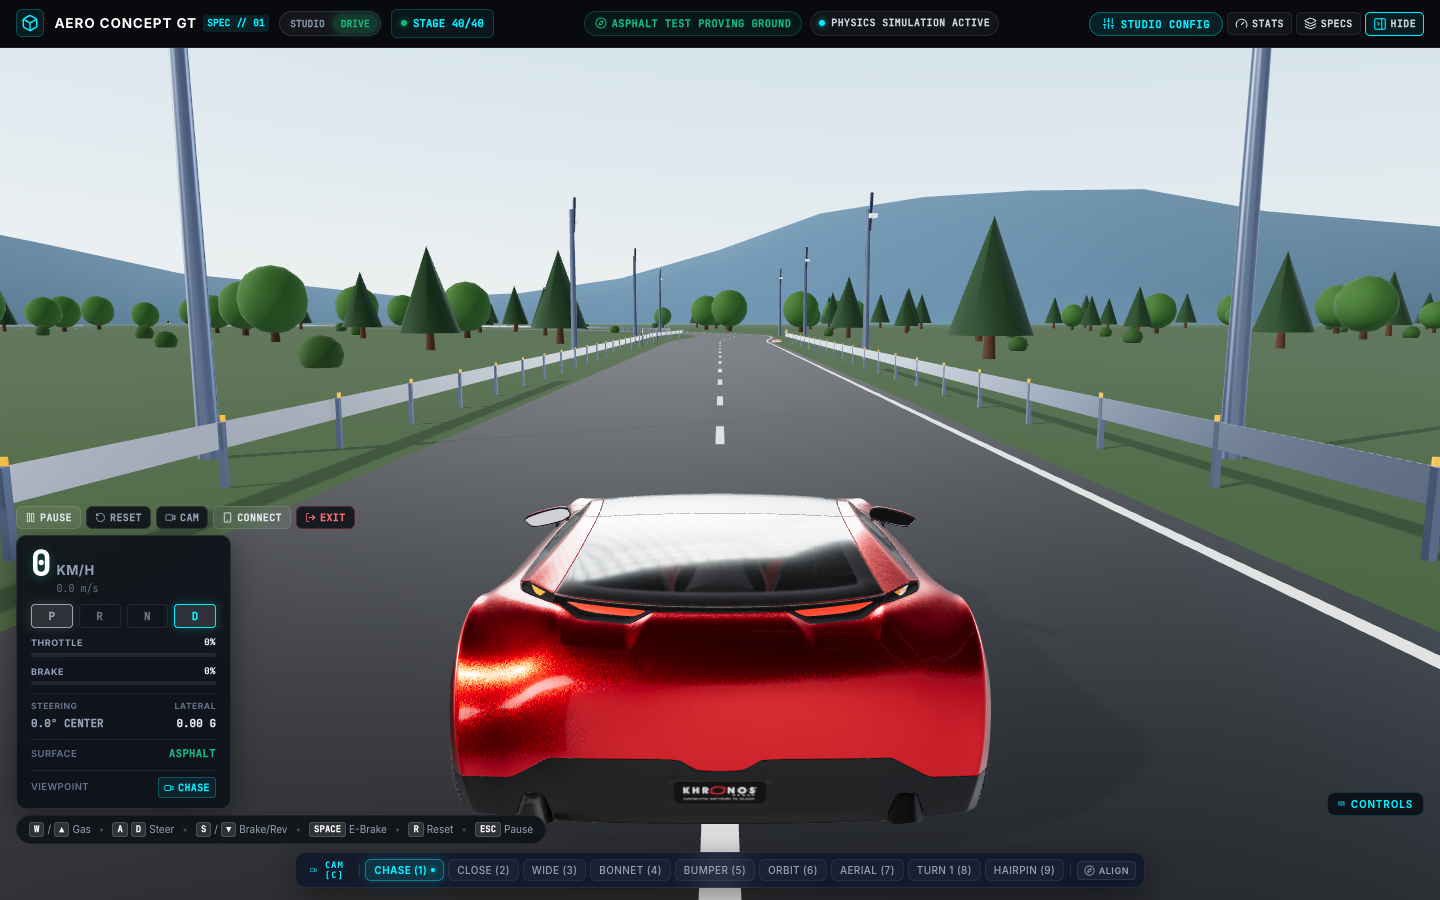 AERO CONCEPT GT
SPEC // 01
STUDIO
DRIVE
STAGE 40/40
ASPHALT TEST PROVING GROUND
PHYSICS SIMULATION ACTIVE
STUDIO CONFIG
STATS
SPECS
HIDE
PAUSE
RESET
CAM
CONNECT
EXIT
0 KM/H
0.0 m/s
P R N D
THROTTLE 0%
BRAKE 0%
STEERING LATERAL
0.0° CENTER 0.00 G
SURFACE ASPHALT
VIEWPOINT CHASE
KHRONOS
CONTROLS
W / ▲ Gas • A D Steer • S / ▼ Brake/Rev • SPACE E-Brake • R Reset • ESC Pause
CAM
[C]
CHASE (1)
CLOSE (2)
WIDE (3)
BONNET (4)
BUMPER (5)
ORBIT (6)
AERIAL (7)
TURN 1 (8)
HAIRPIN (9)
ALIGN